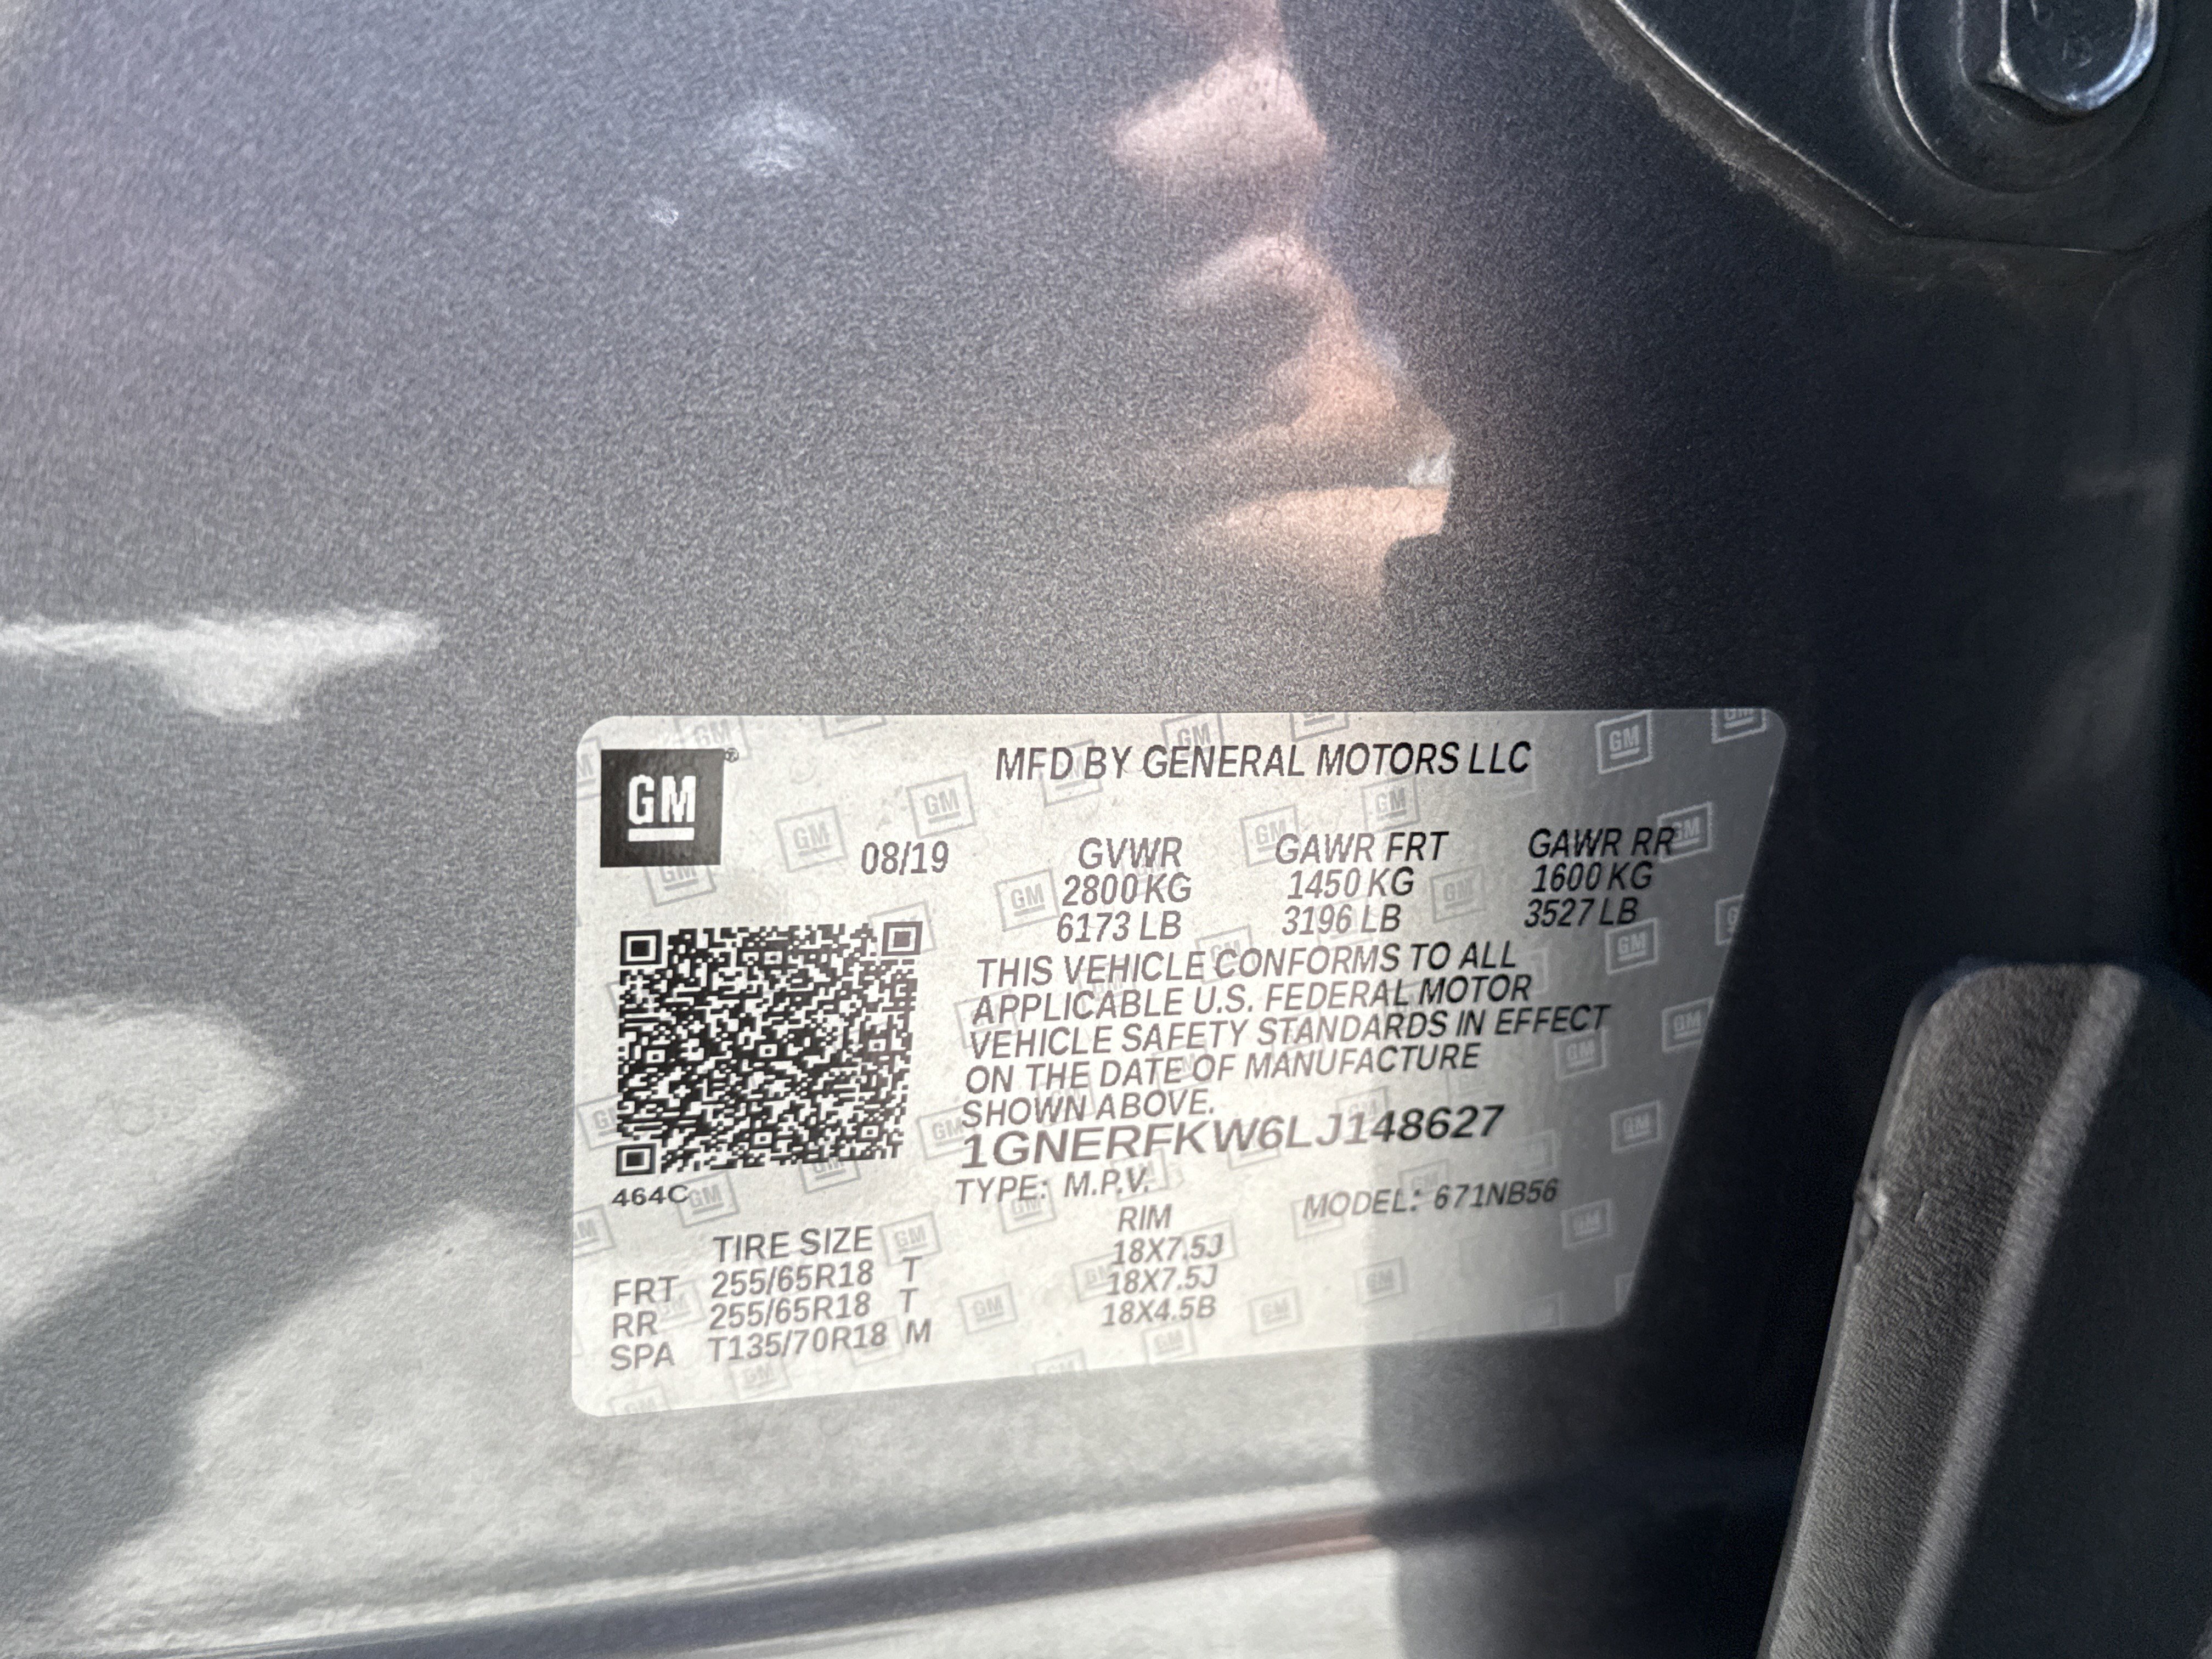 GM®
MFD BY GENERAL MOTORS LLC
08/19
GVWR GAWR FRT GAWR RR
2800 KG 1450 KG 1600 KG
6173 LB 3196 LB 3527 LB
THIS VEHICLE CONFORMS TO ALL
APPLICABLE U.S. FEDERAL MOTOR
VEHICLE SAFETY STANDARDS IN EFFECT
ON THE DATE OF MANUFACTURE
SHOWN ABOVE.
1GNERFKW6LJ148627
464C
TYPE: M.P.V. MODEL: 671NB56
TIRE SIZE RIM
FRT 255/65R18 T 18X7.5J
RR 255/65R18 T 18X7.5J
SPA T135/70R18 M 18X4.5B